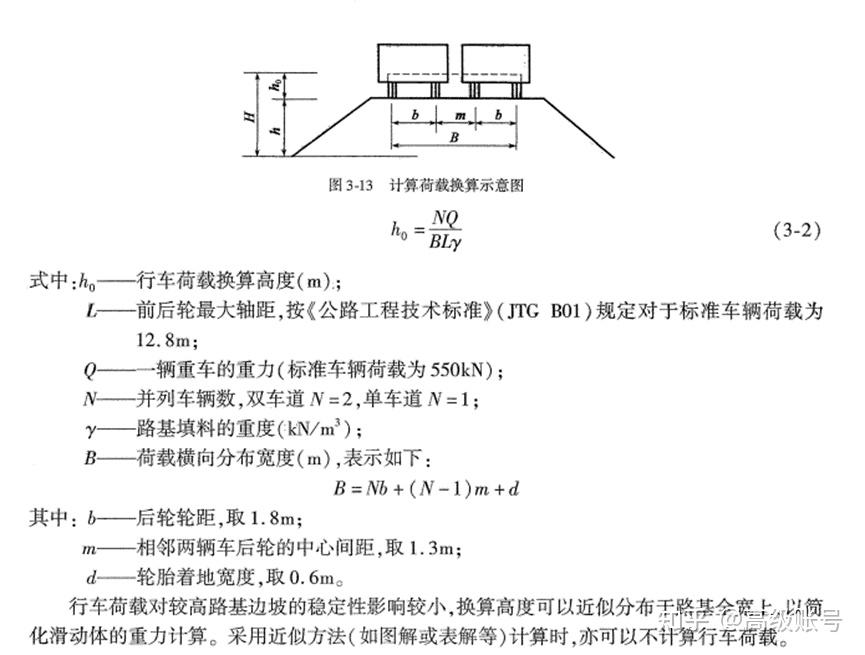 h₀
H
h
b
m
b
B
图 3-13 计算荷载换算示意图
h₀ = NQ/BLγ (3-2)
式中:h₀——行车荷载换算高度(m);
L——前后轮最大轴距,按《公路工程技术标准》(JTG B01)规定对于标准车辆荷载为
12.8m;
Q——一辆重车的重力(标准车辆荷载为 550kN);
N——并列车辆数,双车道 N=2,单车道 N=1;
γ——路基填料的重度(kN/m³);
B——荷载横向分布宽度(m),表示如下:
B = Nb + (N - 1)m + d
其中: b——后轮轮距,取 1.8m;
m——相邻两辆车后轮的中心间距,取 1.3m;
d——轮胎着地宽度,取 0.6m。
行车荷载对较高路基边坡的稳定性影响较小,换算高度可以近似分布于路基全宽上,以简
化滑动体的重力计算。采用近似方法(如图解或表解等)计算时,亦可以不计算行车荷载。
知乎 @高级账号